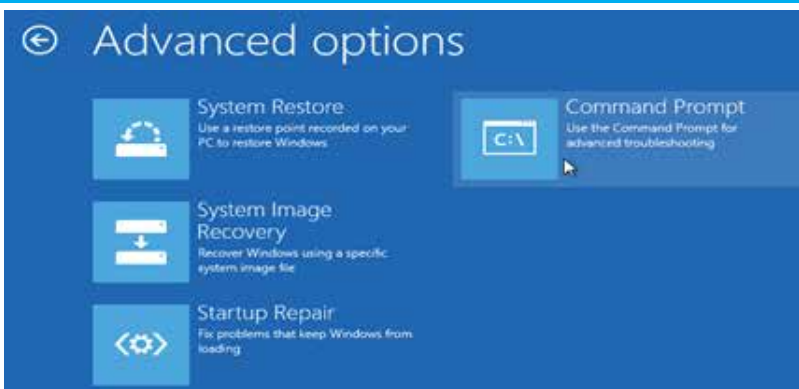 Advanced options
System Restore
Use a restore point recorded on your
PC to restore Windows
System Image
Recovery
Recover Windows using a specific
system image file
Startup Repair
Fix problems that keep Windows from
loading
Command Prompt
Use the Command Prompt for
advanced troubleshooting
C:\